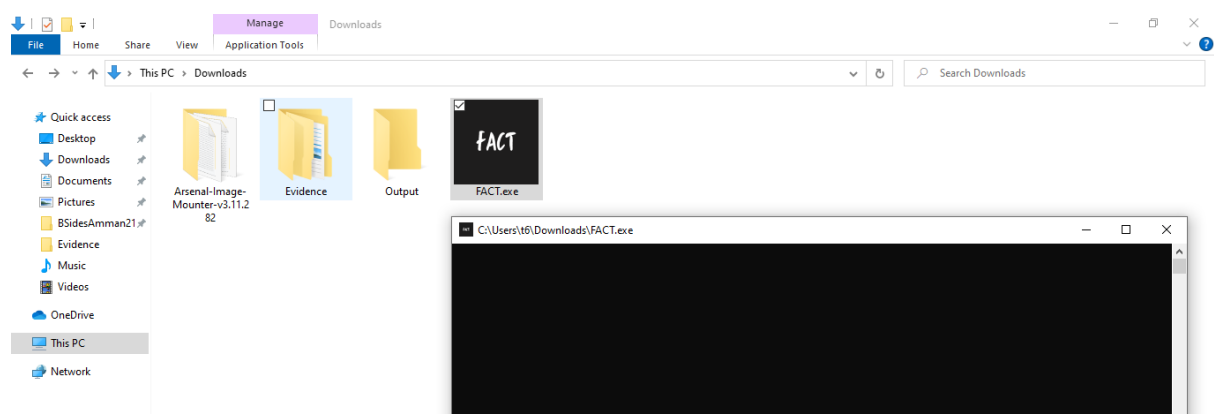 Manage
Downloads
File
Home
Share
View
Application Tools
This PC
Downloads
Search Downloads
Quick access
Desktop
Downloads
Documents
Pictures
BSidesAmman21
Evidence
Music
Videos
OneDrive
This PC
Network
Arsenal-Image-
Mounter-v3.11.2
82
Evidence
Output
FACT
FACT.exe
C:\Users\t6\Downloads\FACT.exe